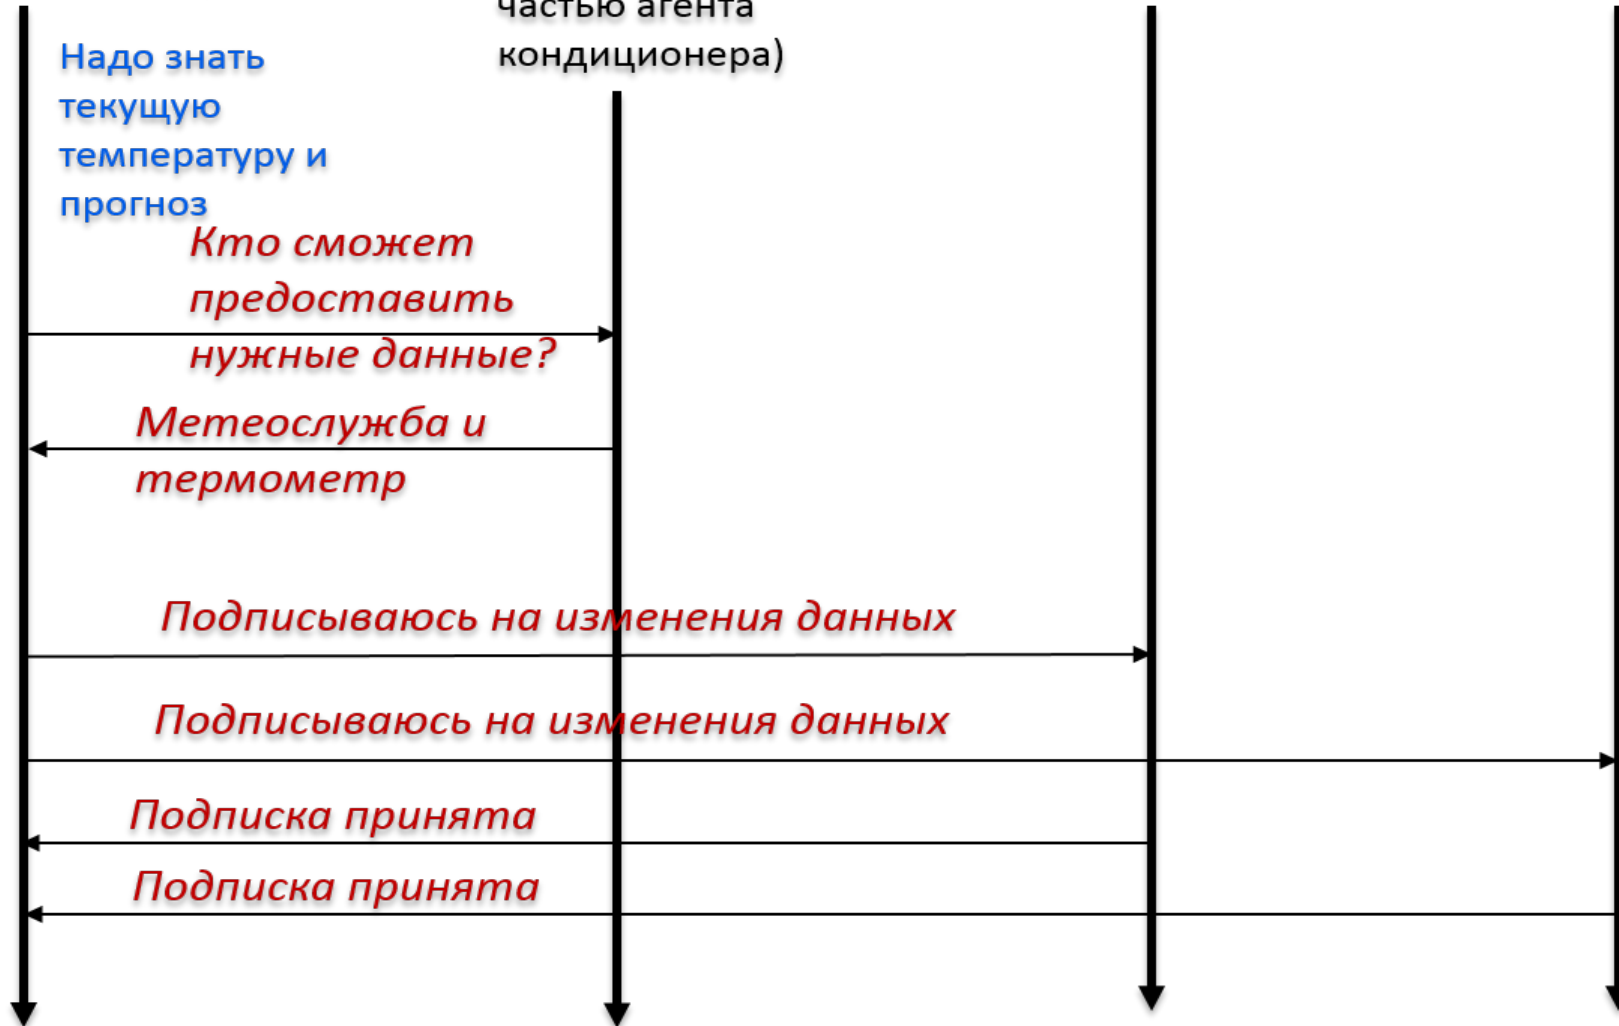 частью агента
кондиционера)
Надо знать
текущую
температуру и
прогноз
Кто сможет
предоставить
нужные данные?
Метеослужба и
термометр
Подписываюсь на изменения данных
Подписываюсь на изменения данных
Подписка принята
Подписка принята